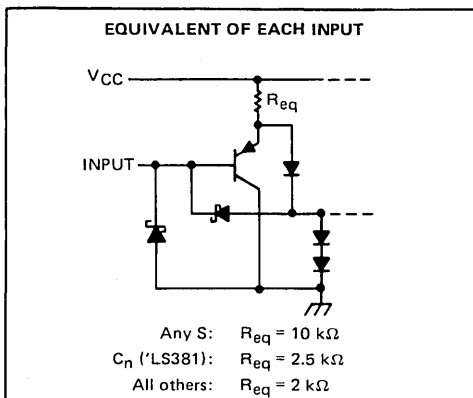 EQUIVALENT OF EACH INPUT
VCC
Req
INPUT
Any S: Req = 10 kΩ
Cn ('LS381): Req = 2.5 kΩ
All others: Req = 2 kΩ